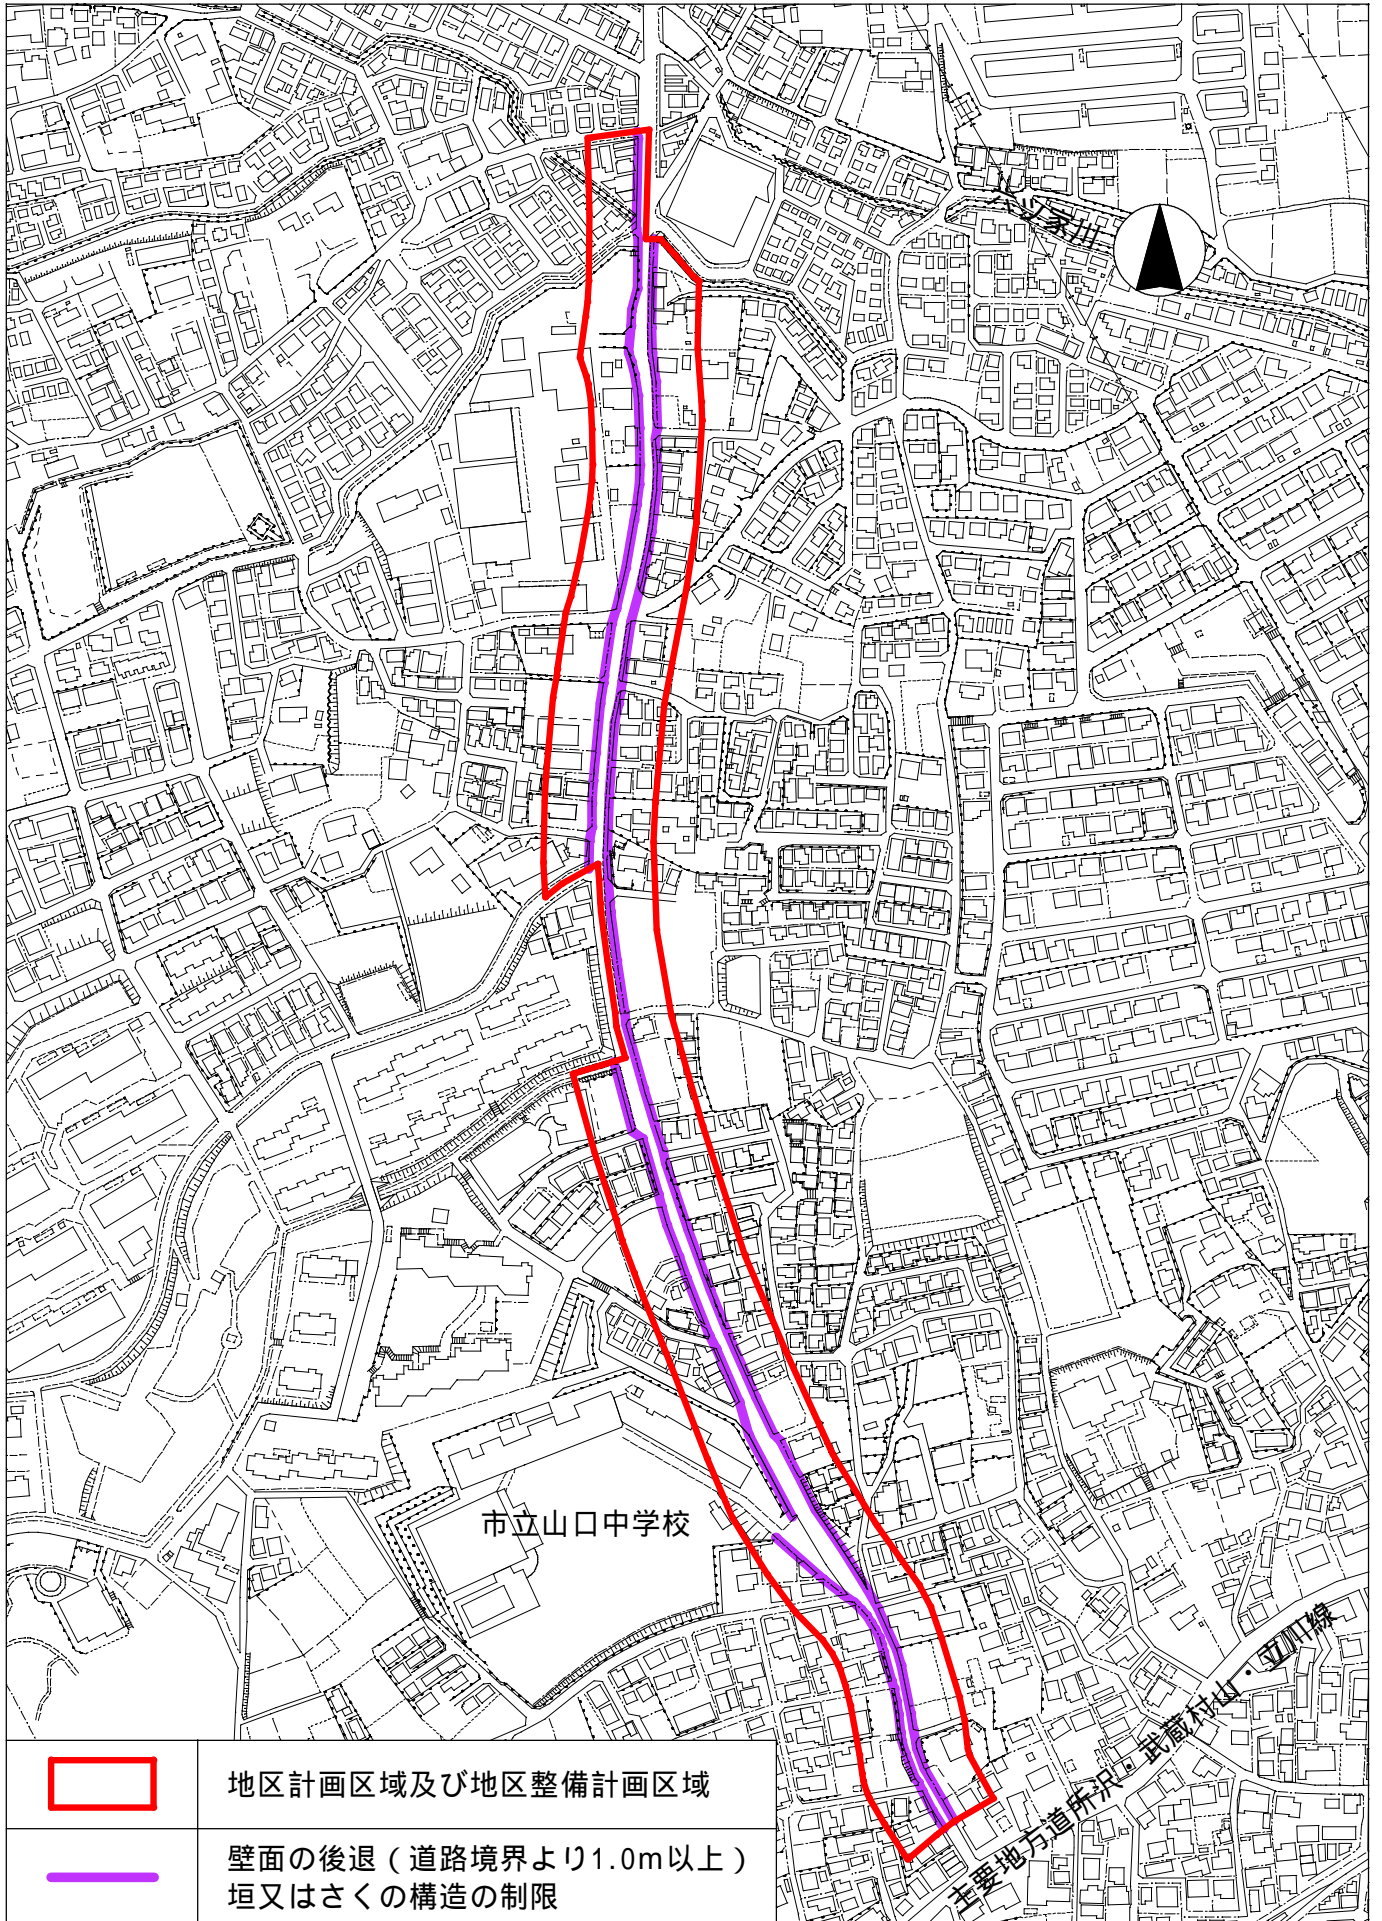 六ツ家川
市立山口中学校
主要地方道所沢・武蔵村山・立川線
地区計画区域及び地区整備計画区域
壁面の後退（道路境界より1.0m以上）
垣又はさくの構造の制限